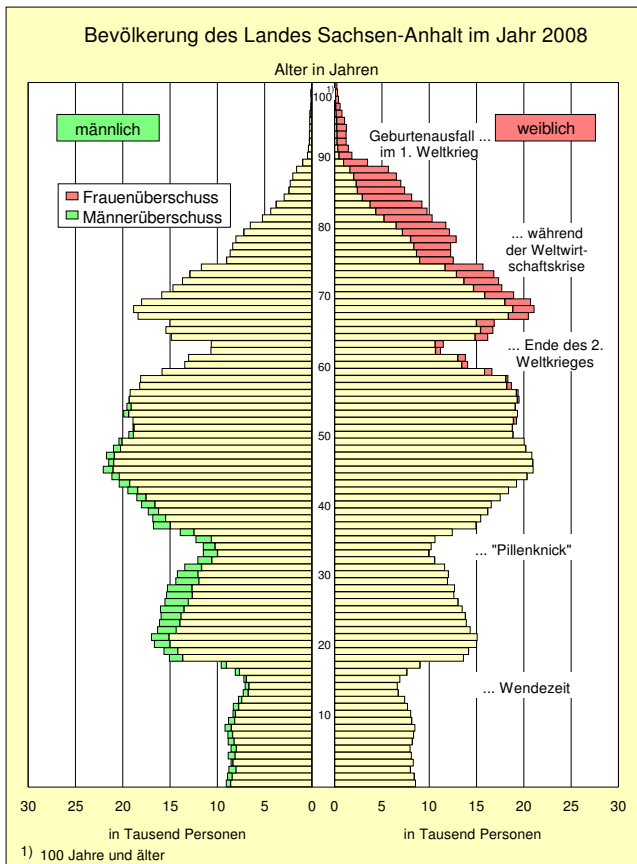 Bevölkerung des Landes Sachsen-Anhalt im Jahr 2008
Alter in Jahren
männlich
weiblich
Frauenüberschuss
Männerüberschuss
1)
100
90
80
70
60
50
40
30
20
10
Geburtenausfall ...
im 1. Weltkrieg
... während
der Weltwirt-
schaftskrise
... Ende des 2.
Weltkrieges
... "Pillenknick"
... Wendezeit
30 25 20 15 10 5 0 0 5 10 15 20 25 30
in Tausend Personen in Tausend Personen
1) 100 Jahre und älter